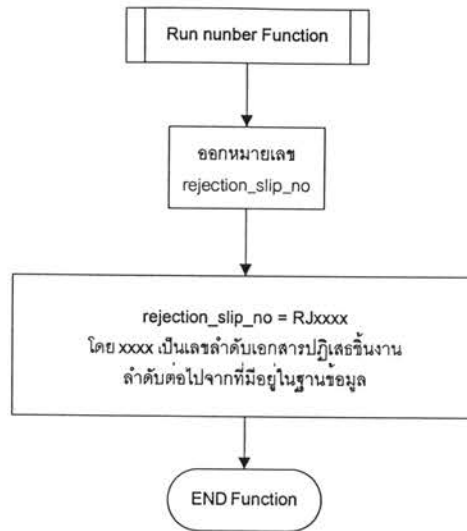 Run nunber Function
ออกหมายเลข
rejection_slip_no
rejection_slip_no = RJxxxx
โดย xxxx เป็นเลขลำดับเอกสารปฏิเสธชิ้นงาน
ลำดับต่อไปจากที่มีอยู่ในฐานข้อมูล
END Function